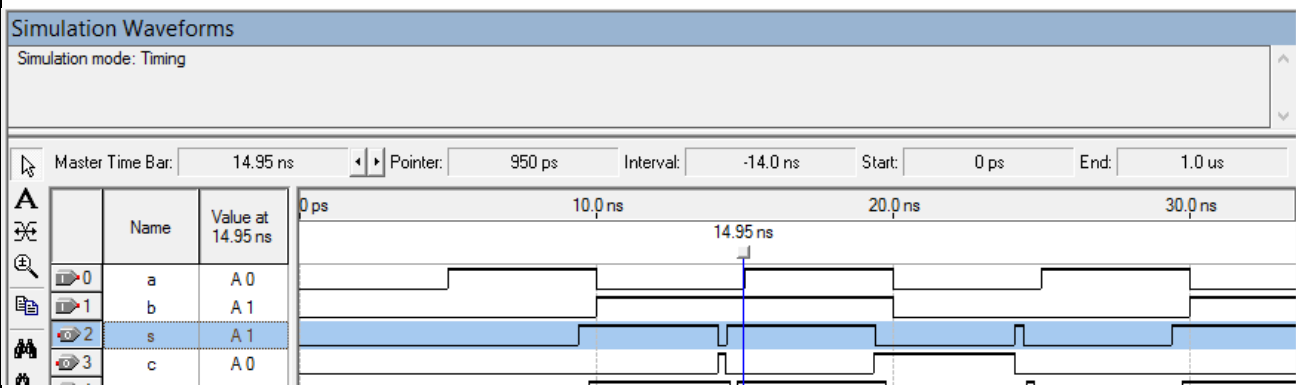 Simulation Waveforms
Simulation mode: Timing
Master Time Bar: 14.95 ns Pointer: 950 ps Interval: -14.0 ns Start: 0 ps End: 1.0 us
A
Name Value at 14.95 ns 0 ps 10.0 ns 20.0 ns 30.0 ns
14.95 ns
0 a A 0
1 b A 1
2 s A 1
3 c A 0